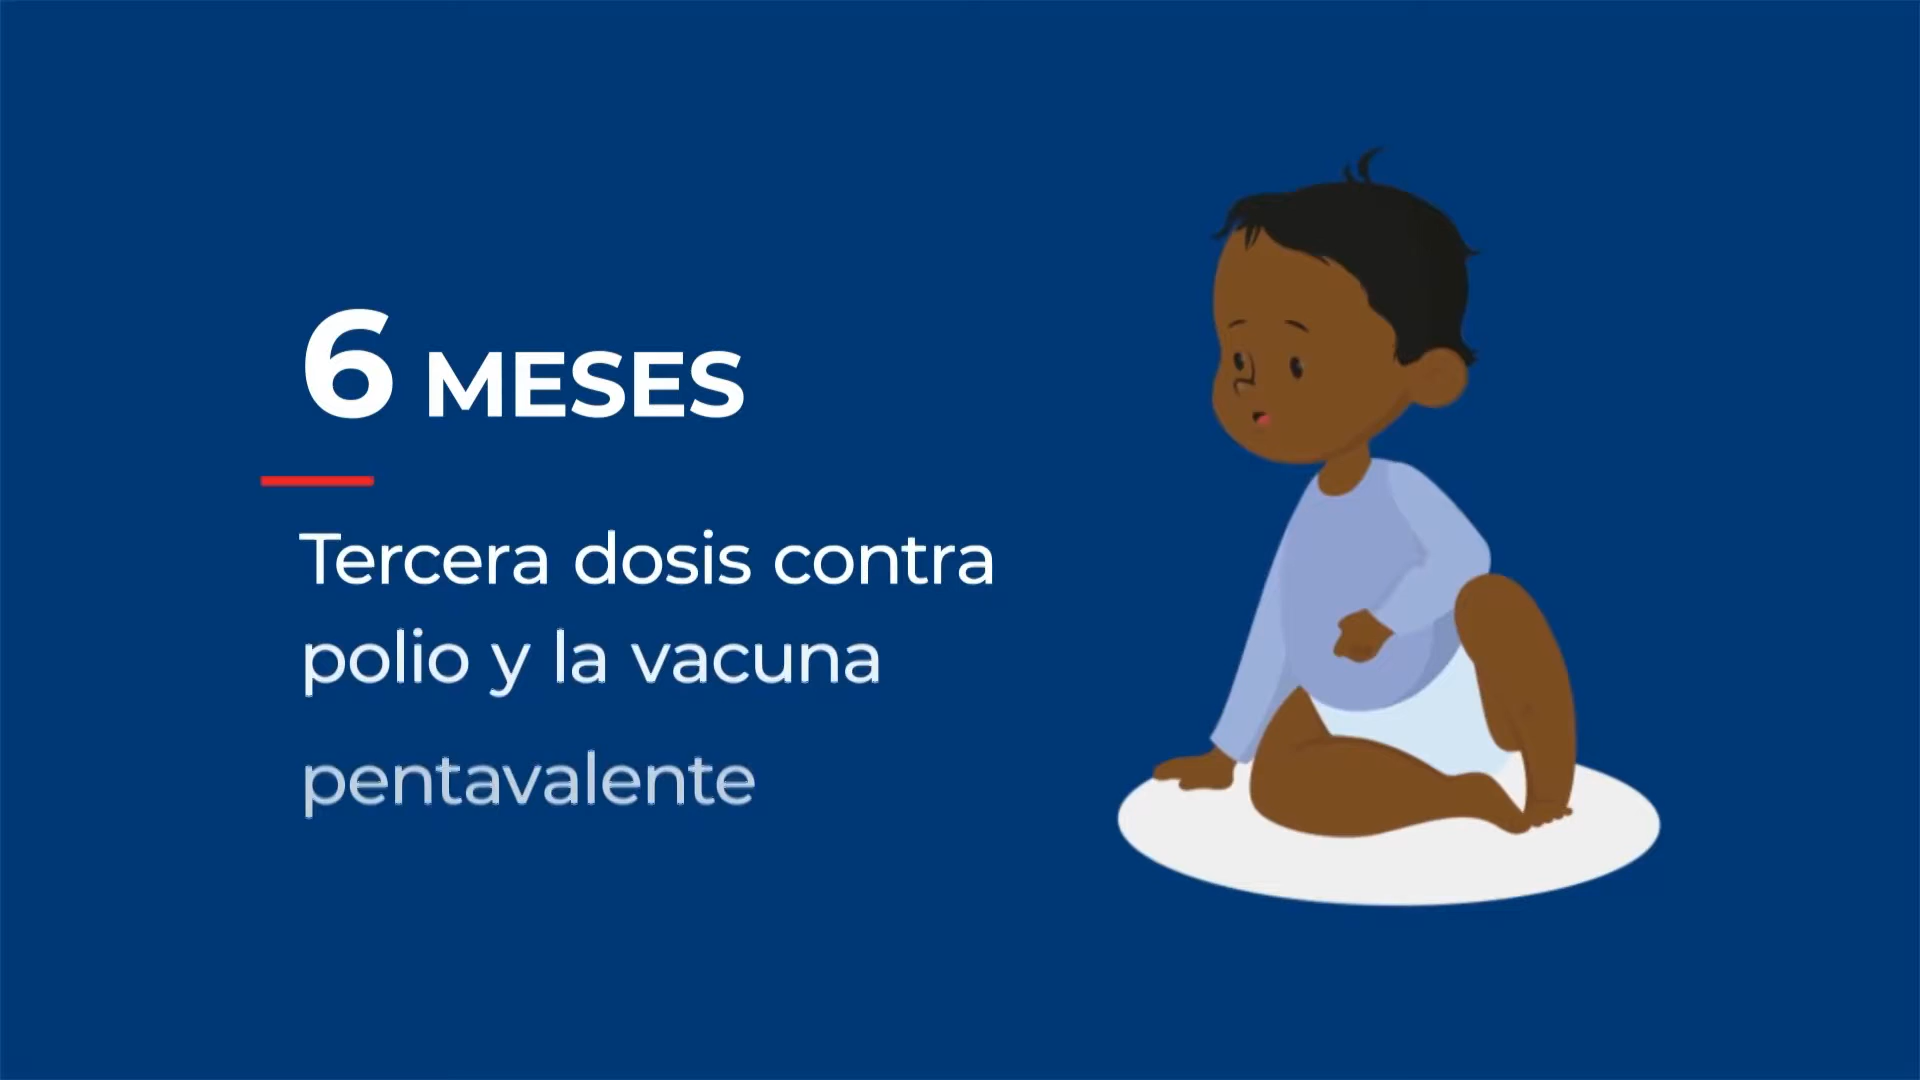 6 MESES
Tercera dosis contra
polio y la vacuna
pentavalente